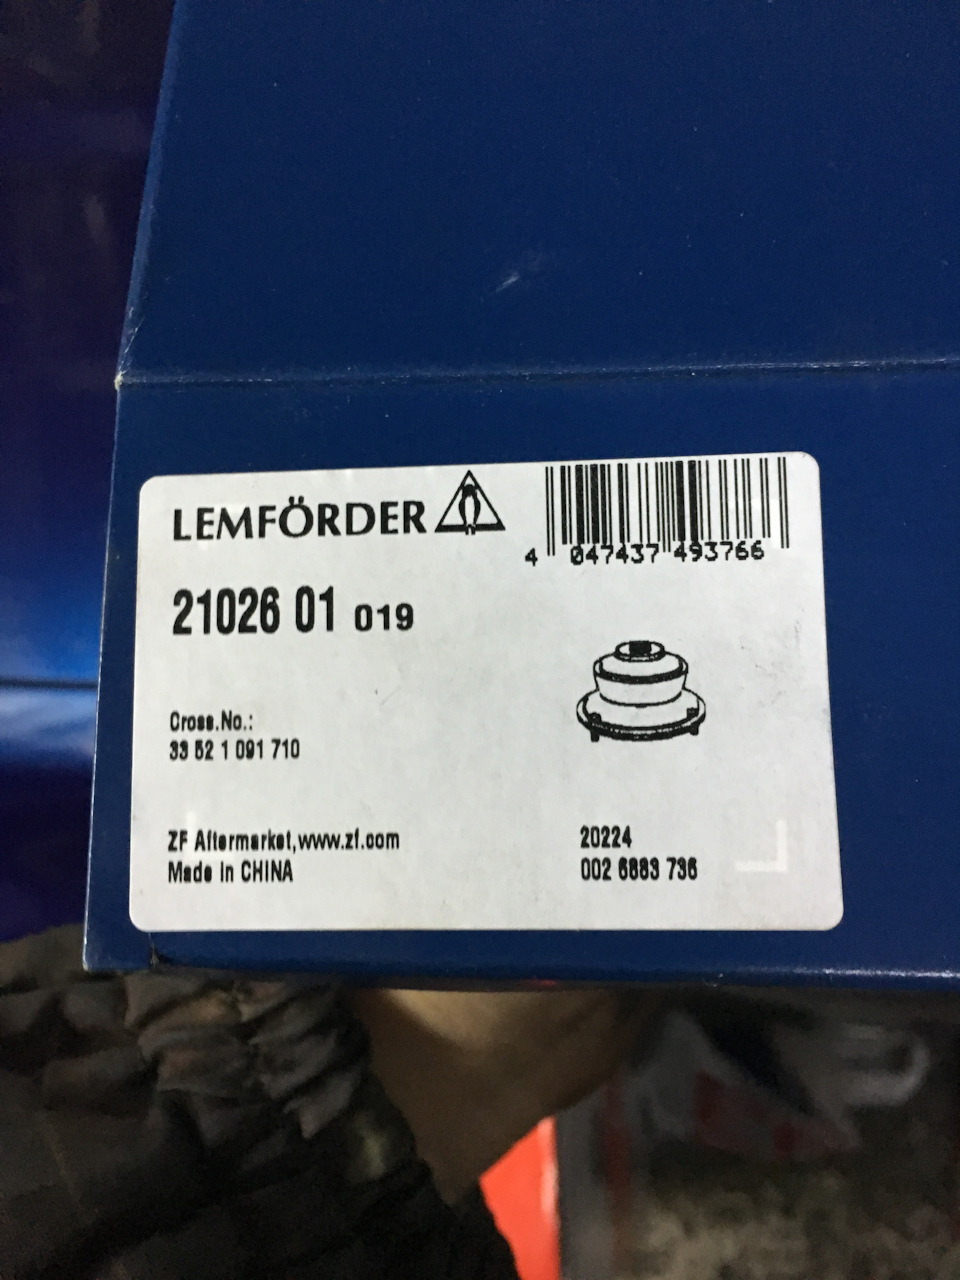 LEMFÖRDER
4 047437 493766
21026 01 019
Cross.No.:
33 52 1 091 710
ZF Aftermarket,www.zf.com
Made in CHINA
20224
002 6883 736